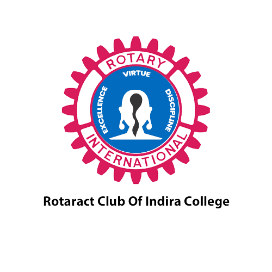 ROTARY
VIRTUE
EXCELLENCE
DISCIPLINE
INTERNATIONAL
Rotaract Club Of Indira College